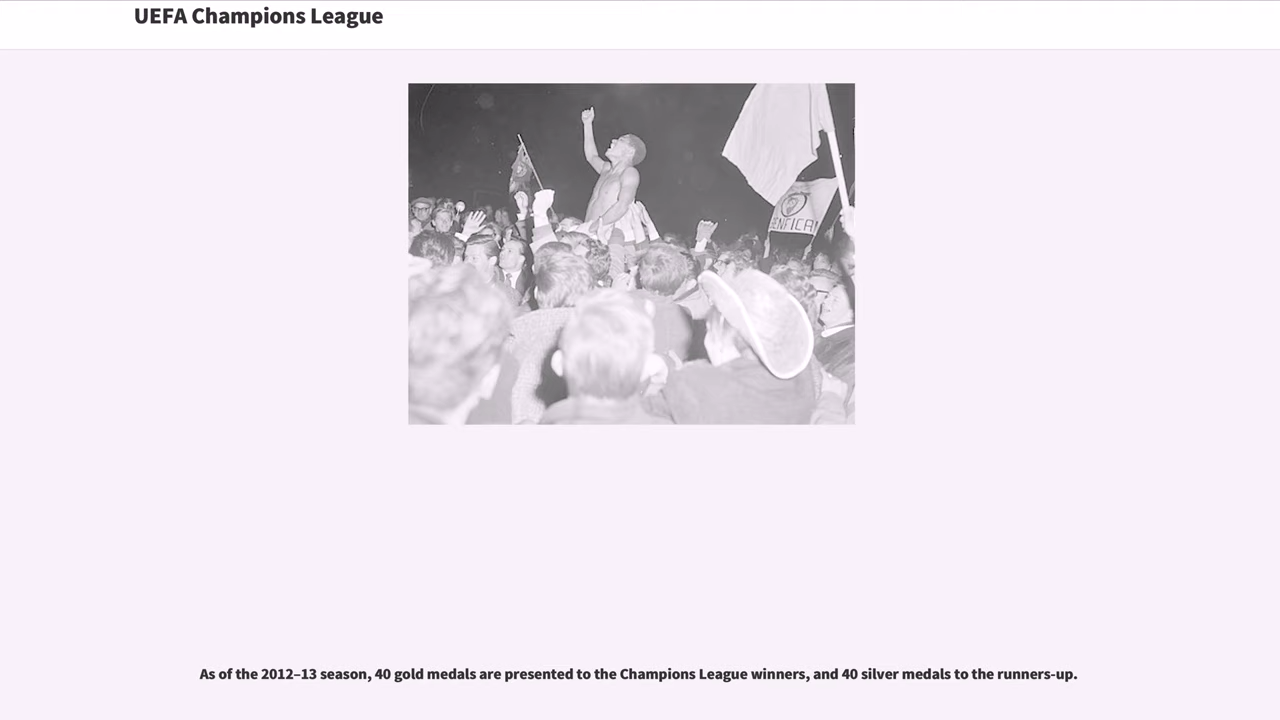 UEFA Champions League
BENFICA
As of the 2012–13 season, 40 gold medals are presented to the Champions League winners, and 40 silver medals to the runners-up.